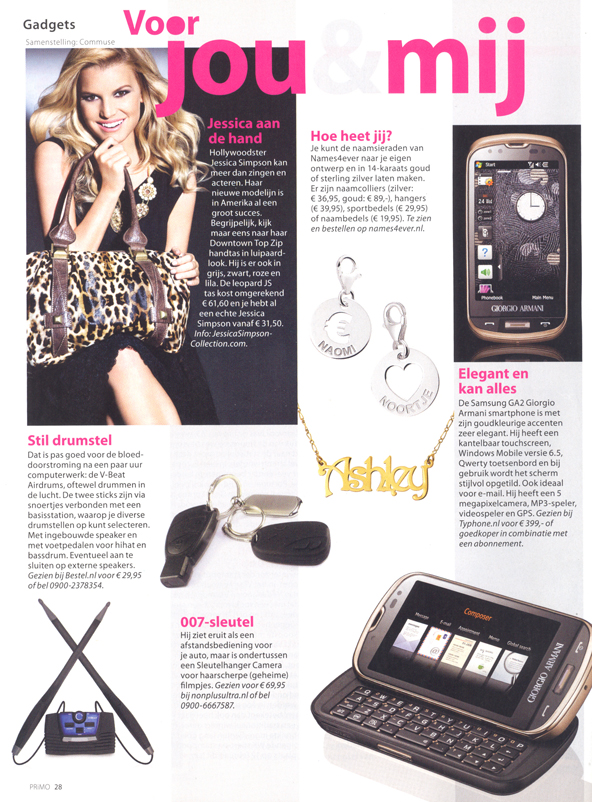 Gadgets
Samenstelling: Commuse
Voor
jou&mij
Jessica aan
de hand
Hollywoodster
Jessica Simpson kan
meer dan zingen en
acteren. Haar
nieuwe modelijn is
in Amerika al een
groot succes.
Begrijpelijk, kijk
maar eens naar haar
Downtown Top Zip
handtas in luipaard-
look. Hij is er ook in
grijs, zwart, roze en
lila. De leopard JS
tas kost omgerekend
€ 61,60 en je hebt al
een echte Jessica
Simpson vanaf € 31,50.
Info: JessicaSimpson-
Collection.com.
Hoe heet jij?
Je kunt de naamsieraden van
Names4ever naar je eigen
ontwerp en in 14-karaats goud
of sterling zilver laten maken.
Er zijn naamcolliers (zilver:
€ 36,95, goud: € 89,-), hangers
(€ 39,95), sportbedels (€ 29,95)
of naambedels (€ 19,95). Te zien
en bestellen op names4ever.nl.
NAOMI
NOORTJE
Ashley
Start
24 Bd
Phonebook Main Menu
GIORGIO ARMANI
Elegant en
kan alles
De Samsung GA2 Giorgio
Armani smartphone is met
zijn goudkleurige accenten
zeer elegant. Hij heeft een
kantelbaar touchscreen,
Windows Mobile versie 6.5,
Qwerty toetsenbord en bij
gebruik wordt het scherm
stijlvol opgetild. Ook ideaal
voor e-mail. Hij heeft een 5
megapixelcamera, MP3-speler,
videospeler en GPS. Gezien bij
Typhone.nl voor € 399,- of
goedkoper in combinatie met
een abonnement.
Stil drumstel
Dat is pas goed voor de bloed-
doorstroming na een paar uur
computerwerk: de V-Beat
Airdrums, oftewel drummen in
de lucht. De twee sticks zijn via
snoertjes verbonden met een
basisstation, waarop je diverse
drumstellen op kunt selecteren.
Met ingebouwde speaker en
met voetpedalen voor hihat en
bassdrum. Eventueel aan te
sluiten op externe speakers.
Gezien bij Bestel.nl voor € 29,95
of bel 0900-2378354.
007-sleutel
Hij ziet eruit als een
afstandsbediening voor
je auto, maar is ondertussen
een Sleutelhanger Camera
voor haarscherpe (geheime)
filmpjes. Gezien voor € 69,95
bij nonplusultra.nl of bel
0900-6667587.
Composer
Message E-mail Appointment Memo Global search
GIORGIO ARMANI
PRIMO 28